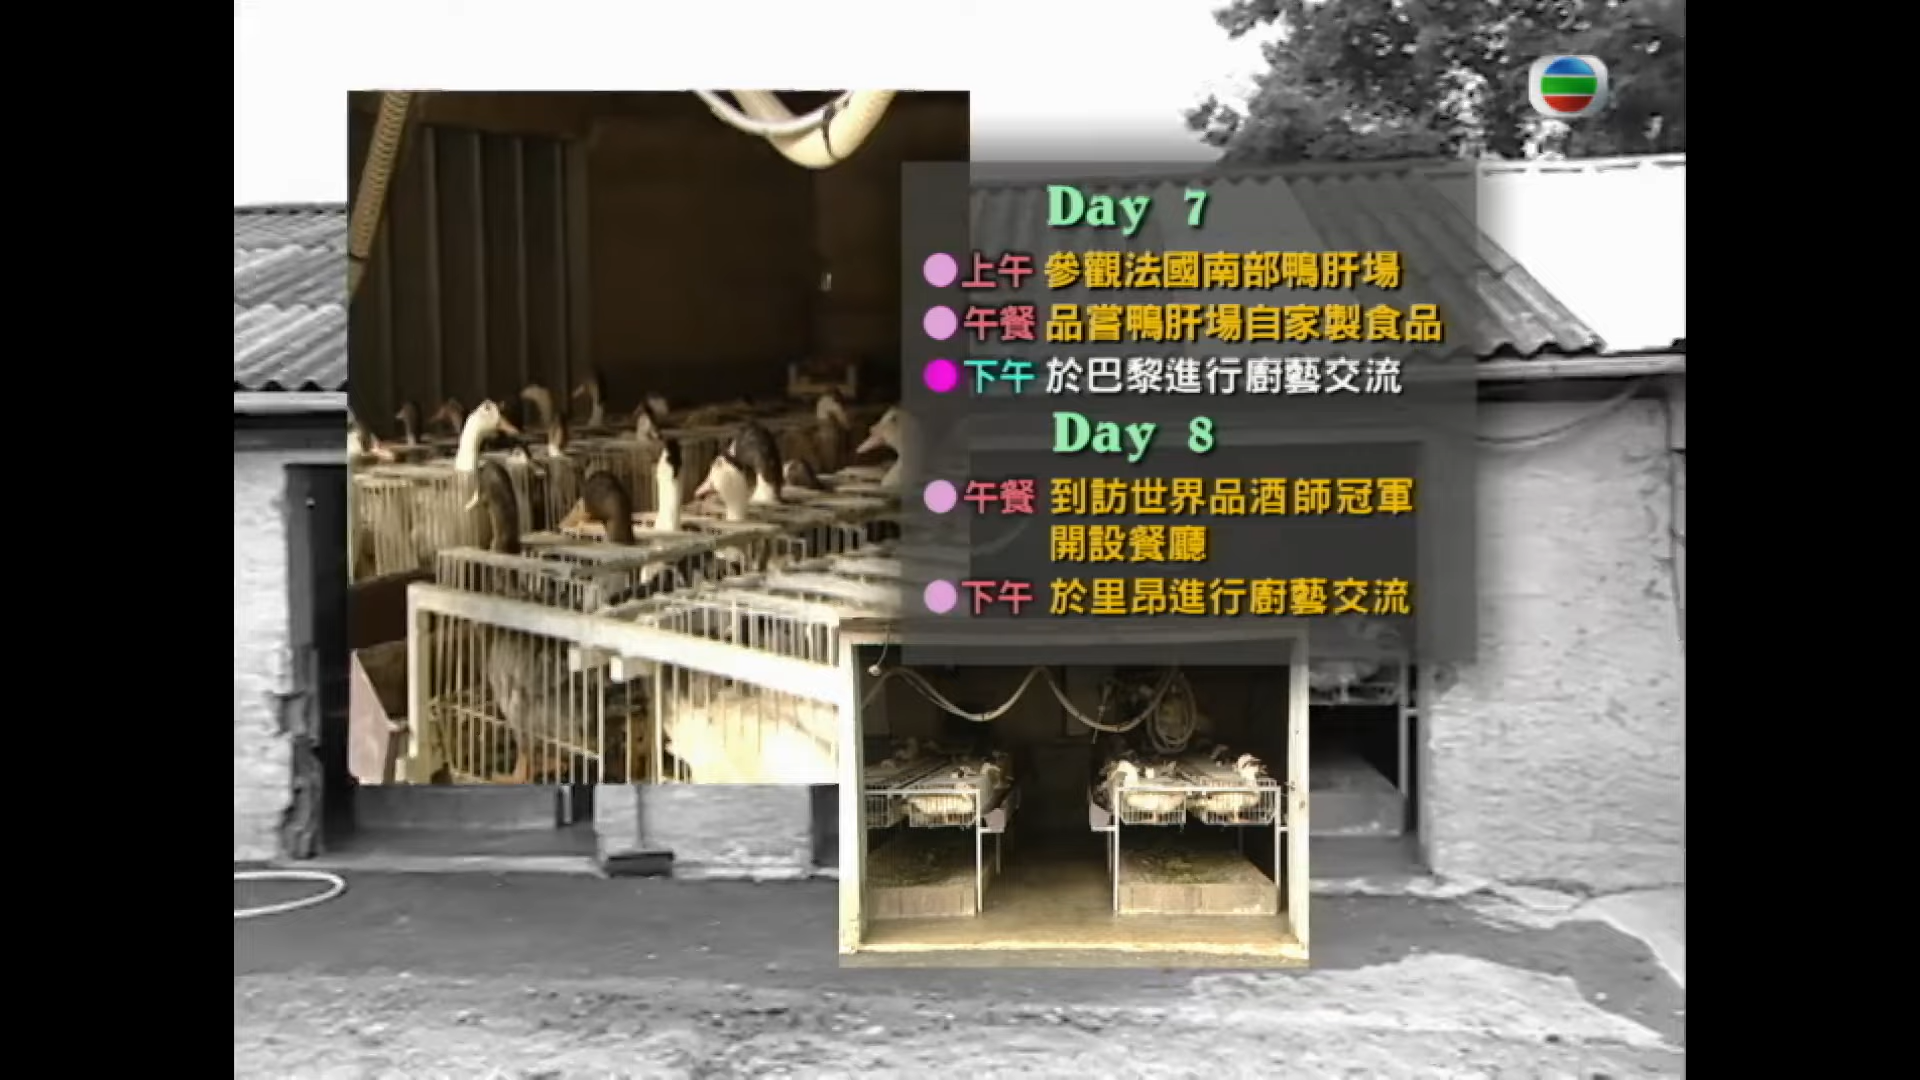 Day 7
上午 參觀法國南部鴨肝場
午餐 品嘗鴨肝場自家製食品
下午 於巴黎進行廚藝交流
Day 8
午餐 到訪世界品酒師冠軍
開設餐廳
下午 於里昂進行廚藝交流